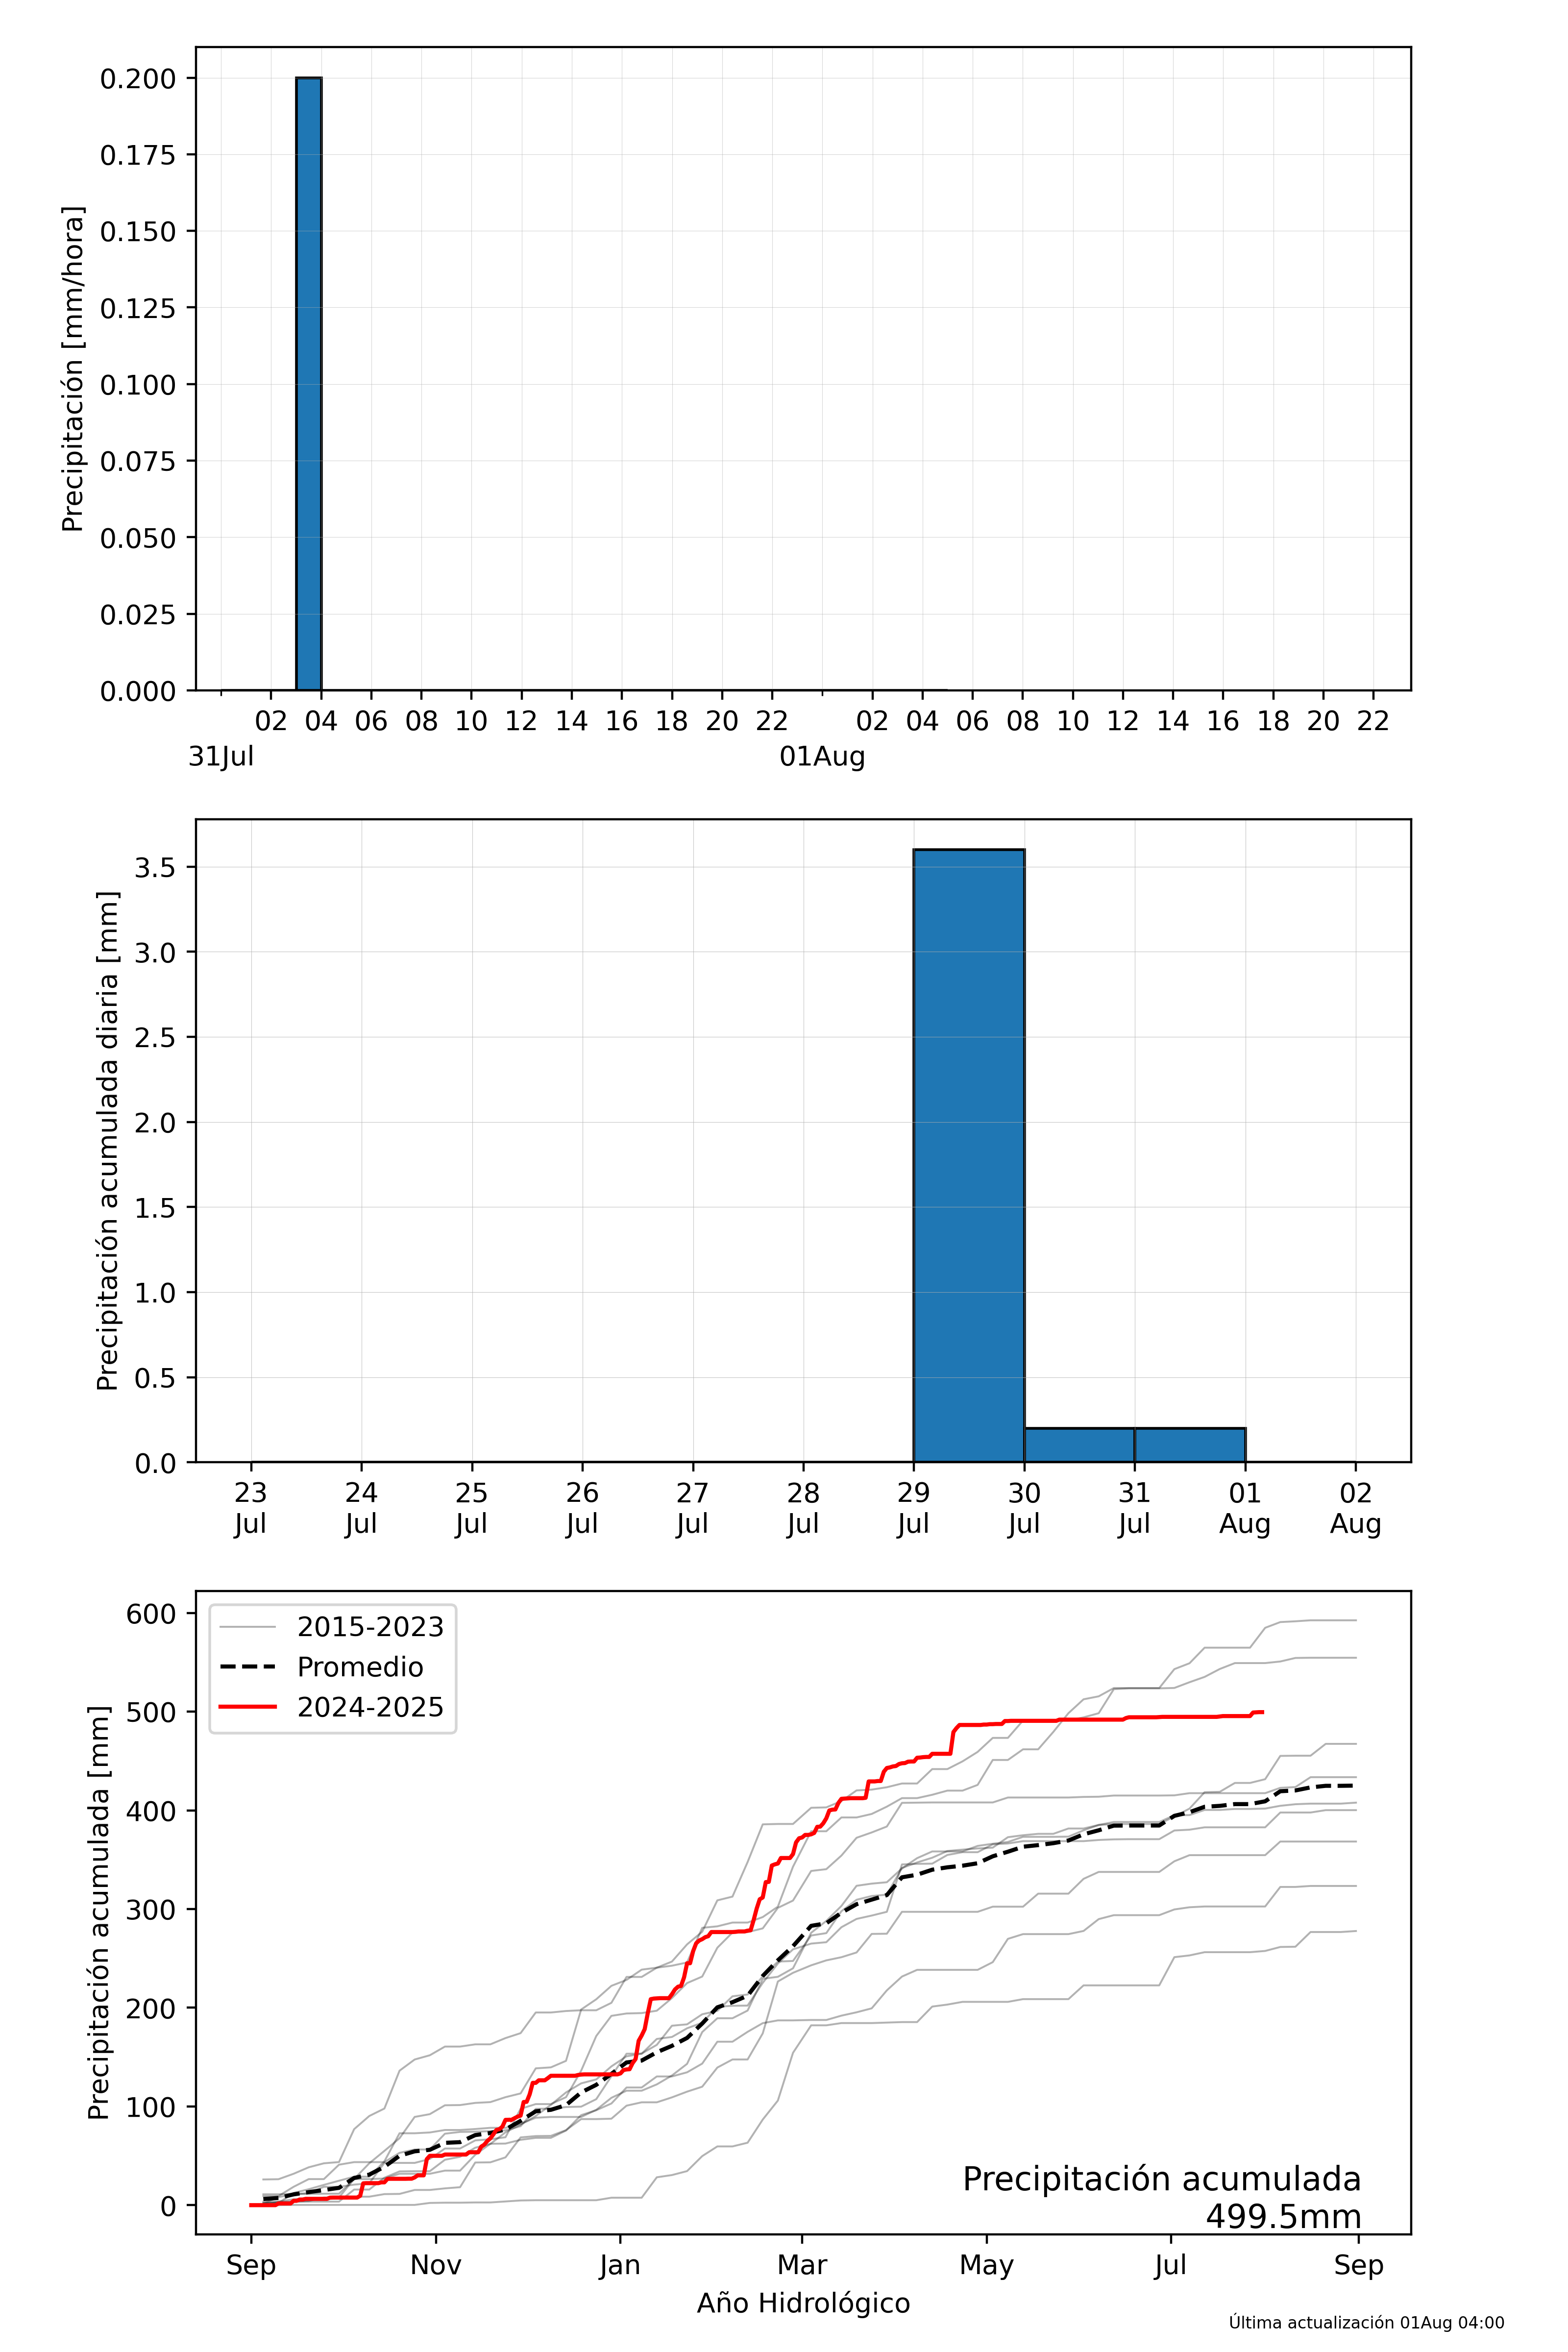 0.200
0.175
0.150
0.125
0.100
0.075
0.050
0.025
0.000
Precipitación [mm/hora]
02 04 06 08 10 12 14 16 18 20 22 02 04 06 08 10 12 14 16 18 20 22
31Jul 01Aug
3.5
3.0
2.5
2.0
1.5
1.0
0.5
0.0
Precipitación acumulada diaria [mm]
23 24 25 26 27 28 29 30 31 01 02
Jul Jul Jul Jul Jul Jul Jul Jul Jul Aug Aug
600
500
400
300
200
100
0
Precipitación acumulada [mm]
2015-2023
Promedio
2024-2025
Precipitación acumulada
499.5mm
Sep Nov Jan Mar May Jul Sep
Año Hidrológico
Última actualización 01Aug 04:00